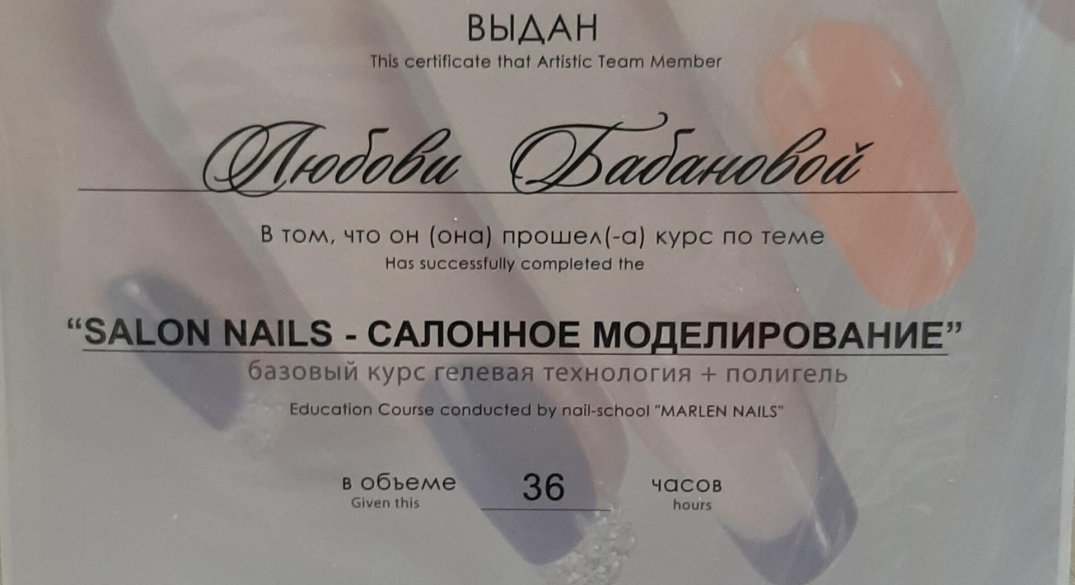 ВЫДАН
This certificate that Artistic Team Member
Любови Бабановой
В том, что он (она) прошел(-а) курс по теме
Has successfully completed the
“SALON NAILS - САЛОННОЕ МОДЕЛИРОВАНИЕ”
базовый курс гелевая технология + полигель
Education Course conducted by nail-school "MARLEN NAILS"
в объеме 36 часов
Given this hours